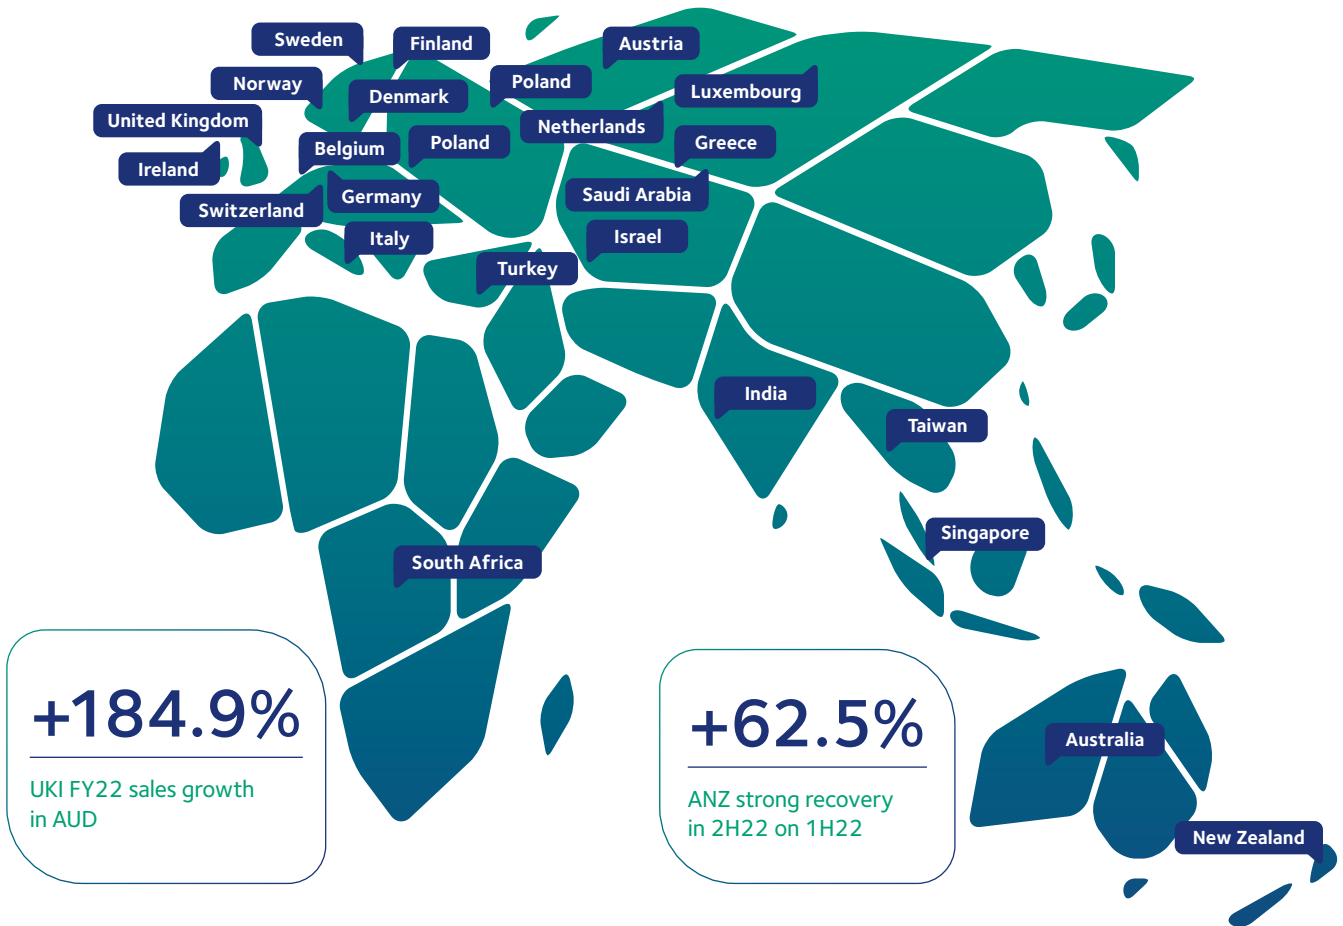 Sweden
Finland
Austria
Norway
Denmark
Poland
Luxembourg
United Kingdom
Netherlands
Belgium
Poland
Greece
Ireland
Switzerland
Germany
Saudi Arabia
Italy
Israel
Turkey
India
Taiwan
Singapore
South Africa
+184.9%
UKI FY22 sales growth
in AUD
+62.5%
ANZ strong recovery
in 2H22 on 1H22
Australia
New Zealand